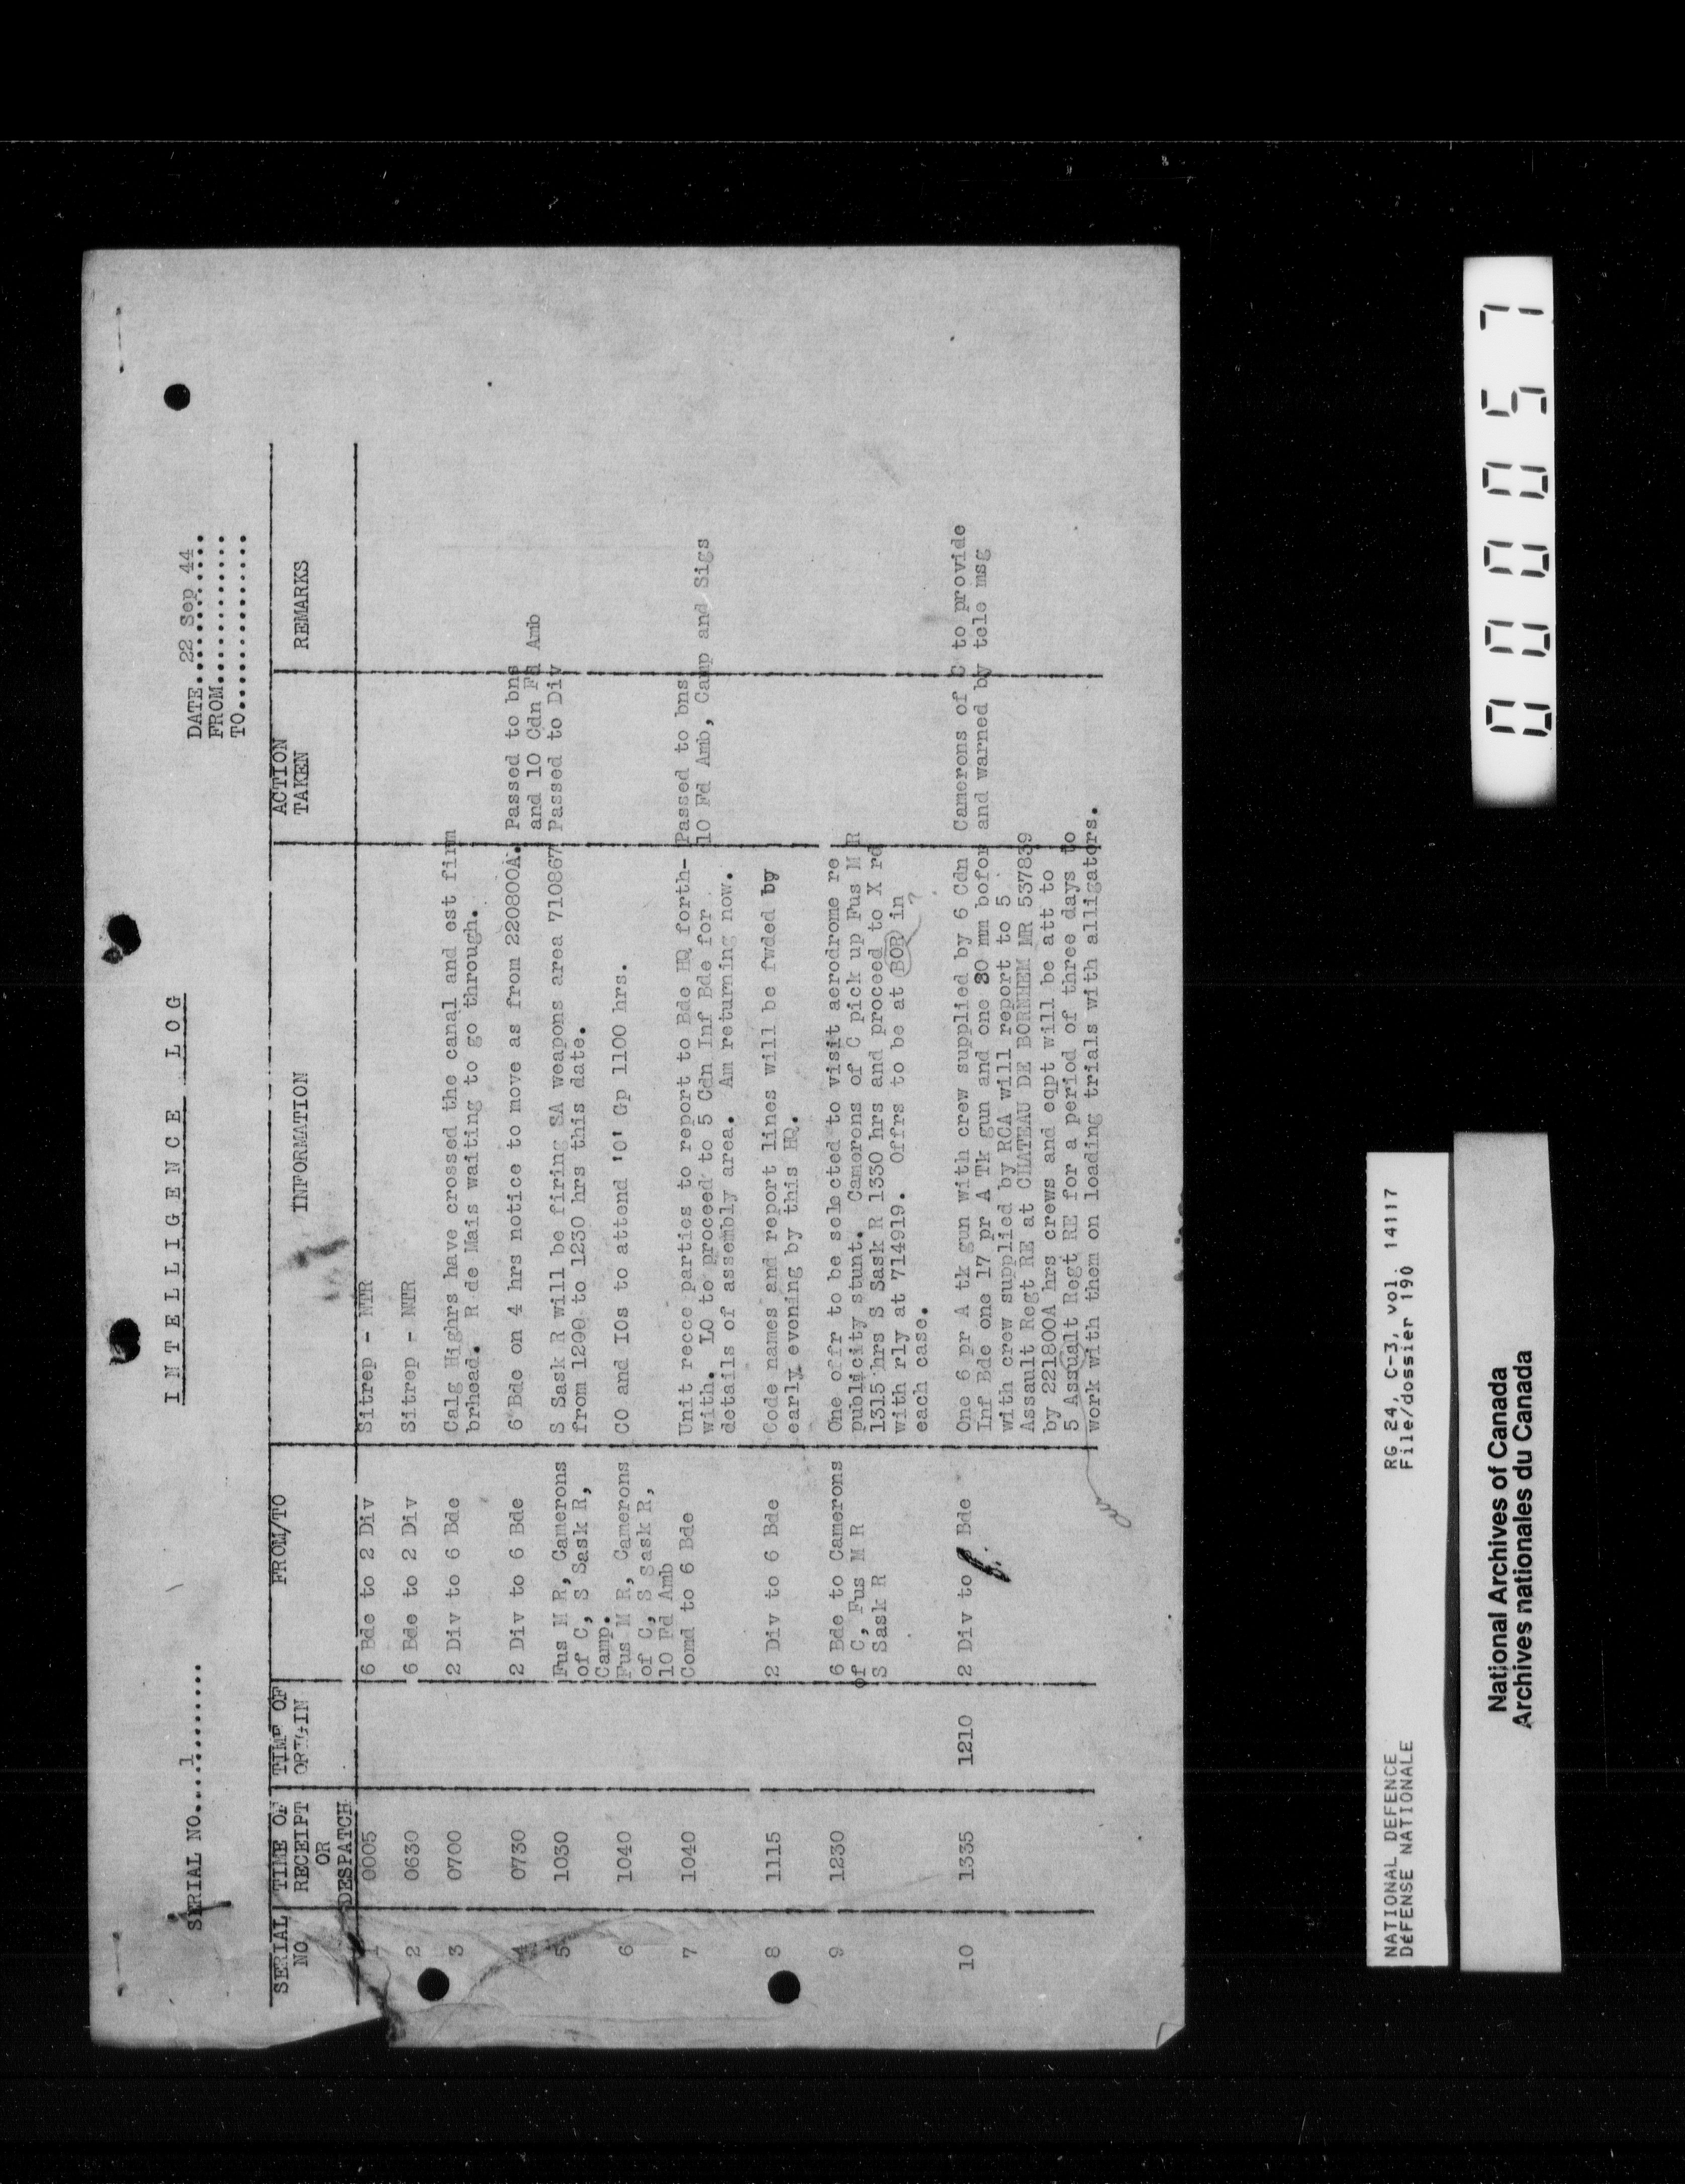 INTELLIGENCE LOG
SERIAL NO....1........
DATE..22 Sep 44
FROM..............
TO................
SERIAL NO
TIME OF RECEIPT OR DESPATCH
TIME OF ORIGIN
FROM/TO
INFORMATION
ACTION TAKEN
REMARKS
1 0005 6 Bde to 2 Div Sitrep - NTR
2 0630 6 Bde to 2 Div Sitrep - NTR
3 0700 2 Div to 6 Bde Calg Highrs have crossed the canal and est firm
brhead. R de Mais waiting to go through.
4 0730 2 Div to 6 Bde 6 Bde on 4 hrs notice to move as from 220800A. Passed to bns
and 10 Cdn Fd Amb
5 1030 Fus M R, Camerons S Sask R will be firing SA weapons area 710867 Passed to Div
of C, S Sask R, from 1200 to 1230 hrs this date.
Camp.
6 1040 Fus M R, Camerons CO and IOs to attend 'O' Gp 1100 hrs.
of C, S Sask R,
10 Fd Amb
7 1040 Comd to 6 Bde Unit recce parties to report to Bde HQ forth- Passed to bns
with. LO to proceed to 5 Cdn Inf Bde for 10 Fd Amb, Camp and Sigs
details of assembly area. Am returning now.
8 1115 2 Div to 6 Bde Code names and report lines will be fwded by
early evening by this HQ.
9 1230 6 Bde to Camerons One offr to be selected to visit aerodrome re
of C, Fus M R publicity stunt. Camerons of C pick up Fus M R
S Sask R 1315 hrs S Sask R 1330 hrs and proceed to X rd
with rly at 714919. Offrs to be at BOR in ?
each case.
10 1335 1210 2 Div to 6. Bde One 6 pr A tk gun with crew supplied by 6 Cdn Camerons of C to provide
Inf Bde one 17 pr A Tk gun and one 20 mm bofor and warned by tele msg
with crew supplied by RCA will report to 5
Assault Regt RE at CHATEAU DE BORNHEM MR 537839
by 221800A hrs crews and eqpt will be att to
5 Assualt Regt RE for a period of three days to
work with them on loading trials with alligators.
000057
NATIONAL DEFENCE RG 24, C-3, vol. 14117
DéFENSE NATIONALE File/dossier 190
National Archives of Canada
Archives nationales du Canada